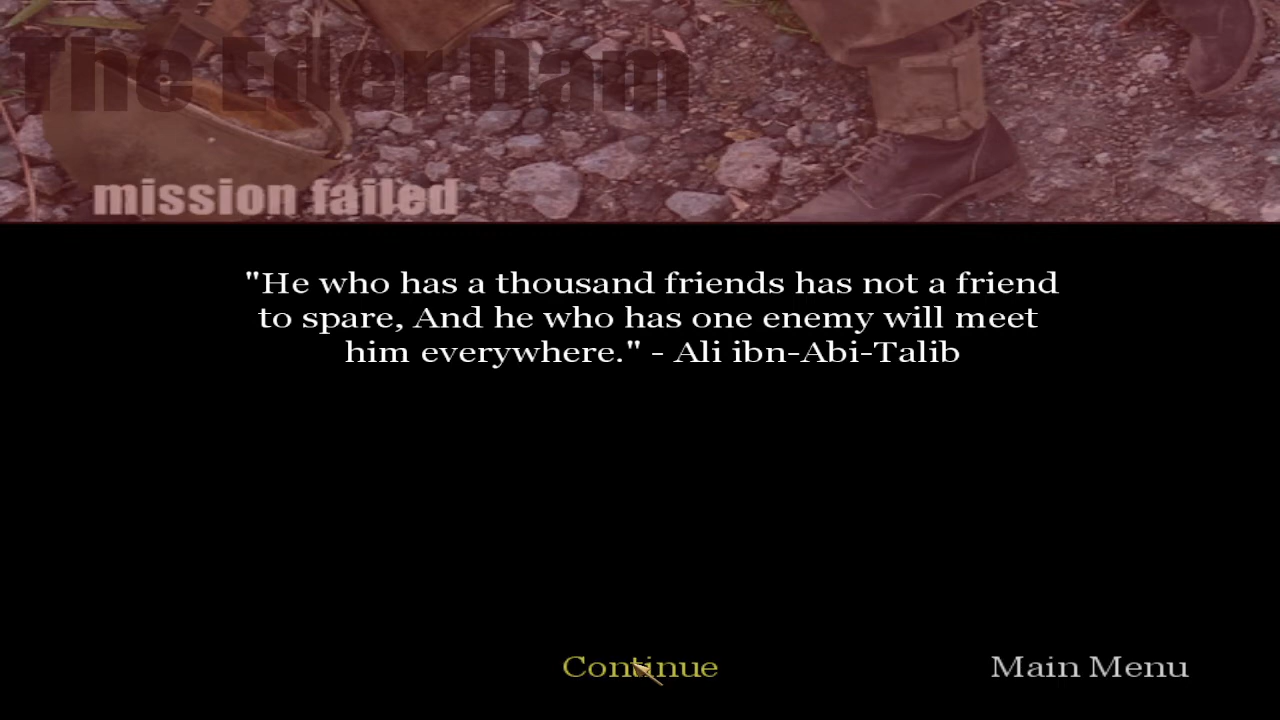 The Eder Dam
mission failed
"He who has a thousand friends has not a friend
to spare, And he who has one enemy will meet
him everywhere." - Ali ibn-Abi-Talib
Continue
Main Menu